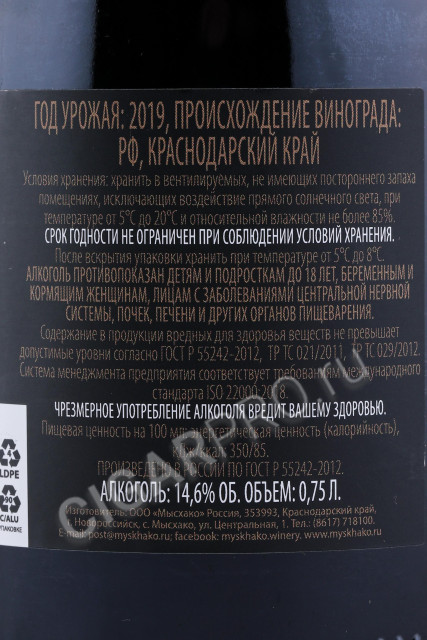 ГОД УРОЖАЯ: 2019, ПРОИСХОЖДЕНИЕ ВИНОГРАДА:
РФ, КРАСНОДАРСКИЙ КРАЙ
Условия хранения: хранить в вентилируемых, не имеющих постороннего запаха
помещениях, исключающих воздействие прямого солнечного света, при
температуре от 5°С до 20°С и относительной влажности не более 85%.
СРОК ГОДНОСТИ НЕ ОГРАНИЧЕН ПРИ СОБЛЮДЕНИИ УСЛОВИЙ ХРАНЕНИЯ.
После вскрытия упаковки хранить при температуре от 5°С до 8°С.
АЛКОГОЛЬ ПРОТИВОПОКАЗАН ДЕТЯМ И ПОДРОСТКАМ ДО 18 ЛЕТ, БЕРЕМЕННЫМ И
КОРМЯЩИМ ЖЕНЩИНАМ, ЛИЦАМ С ЗАБОЛЕВАНИЯМИ ЦЕНТРАЛЬНОЙ НЕРВНОЙ
СИСТЕМЫ, ПОЧЕК, ПЕЧЕНИ И ДРУГИХ ОРГАНОВ ПИЩЕВАРЕНИЯ.
Содержание в продукции вредных для здоровья веществ не превышает
допустимые уровни согласно ГОСТ Р 55242-2012, ТР ТС 021/2011, ТР ТС 029/2012.
Система менеджмента предприятия соответствует требованиям международного
стандарта ISO 22000-2018.
ЧРЕЗМЕРНОЕ УПОТРЕБЛЕНИЕ АЛКОГОЛЯ ВРЕДИТ ВАШЕМУ ЗДОРОВЬЮ.
Пищевая ценность на 100 мл: энергетическая ценность (калорийность),
кДж/ккал: 350/85.
ПРОИЗВЕДЕНО В РОССИИ ПО ГОСТ Р 55242-2012.
АЛКОГОЛЬ: 14,6% ОБ. ОБЪЕМ: 0,75 Л.
Изготовитель: ООО «Мысхако» Россия, 353993, Краснодарский край,
г. Новороссийск, с. Мысхако, ул. Центральная, 1. Тел.: (8617) 718100.
E-mail: post@myskhako.ru; facebook: myskhako.winery. www.myskhako.ru
4
LDPE
90
C/ALU
УПАКОВКЕ
CIGARPRO.RU